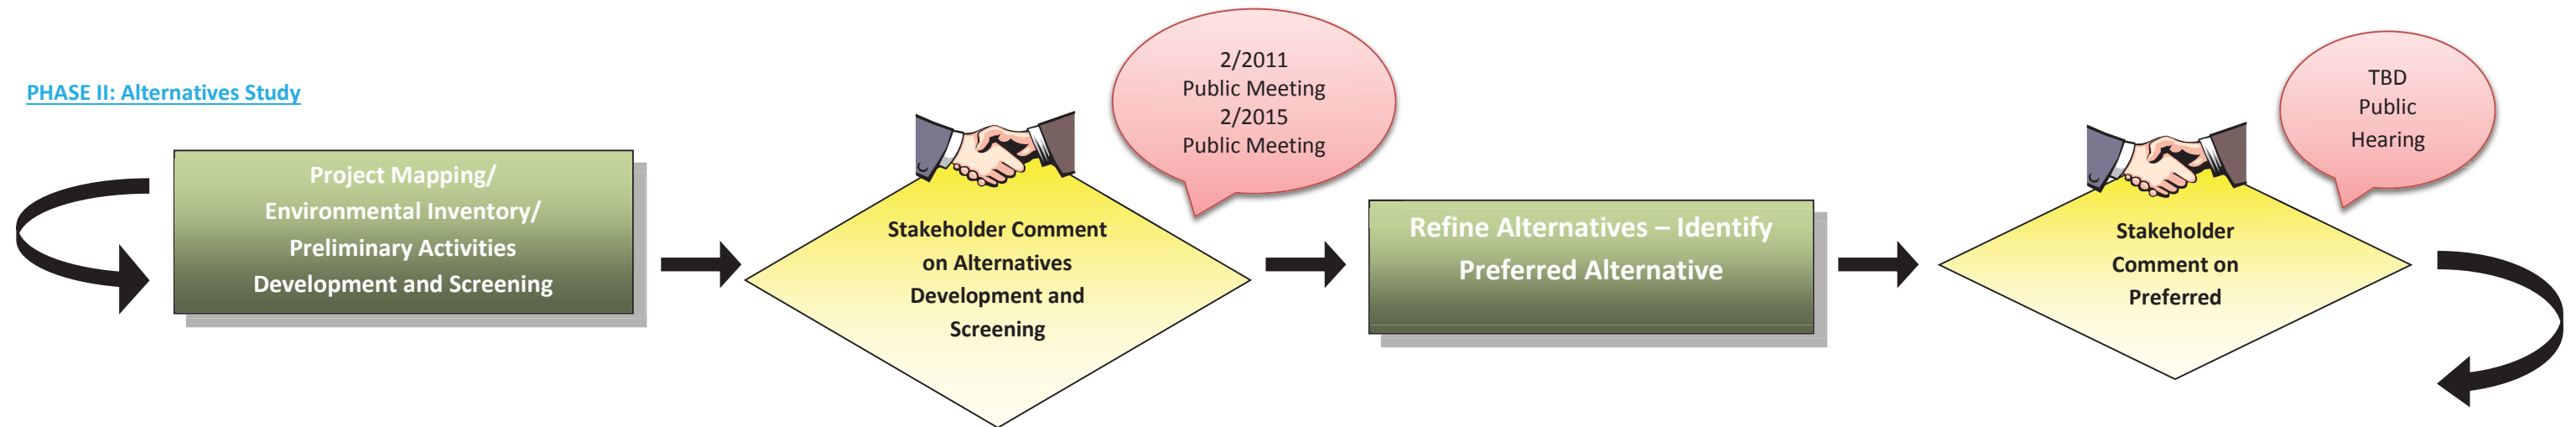 PHASE II: Alternatives Study
Project Mapping/
Environmental Inventory/
Preliminary Activities
Development and Screening
Stakeholder Comment
on Alternatives
Development and
Screening
2/2011
Public Meeting
2/2015
Public Meeting
Refine Alternatives – Identify
Preferred Alternative
Stakeholder
Comment on
Preferred
TBD
Public
Hearing